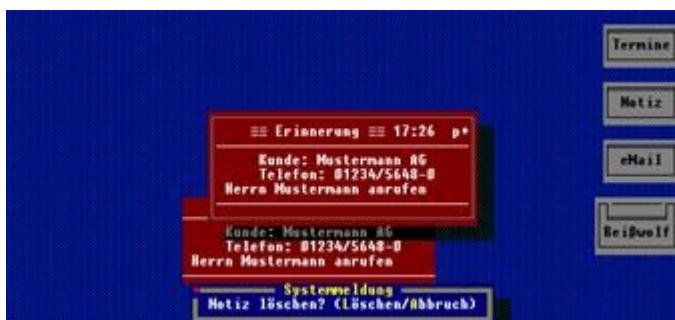 Termine
Notiz
eMail
Reißwolf
≡≡ Erinnerung ≡≡ 17:26 p•
Kunde: Mustermann AG
Telefon: 01234/5648-0
Herrn Mustermann anrufen
Kunde: Mustermann AG
Telefon: 01234/5648-0
Herrn Mustermann anrufen
Systemmeldung
Notiz löschen? (Löschen/Abbruch)